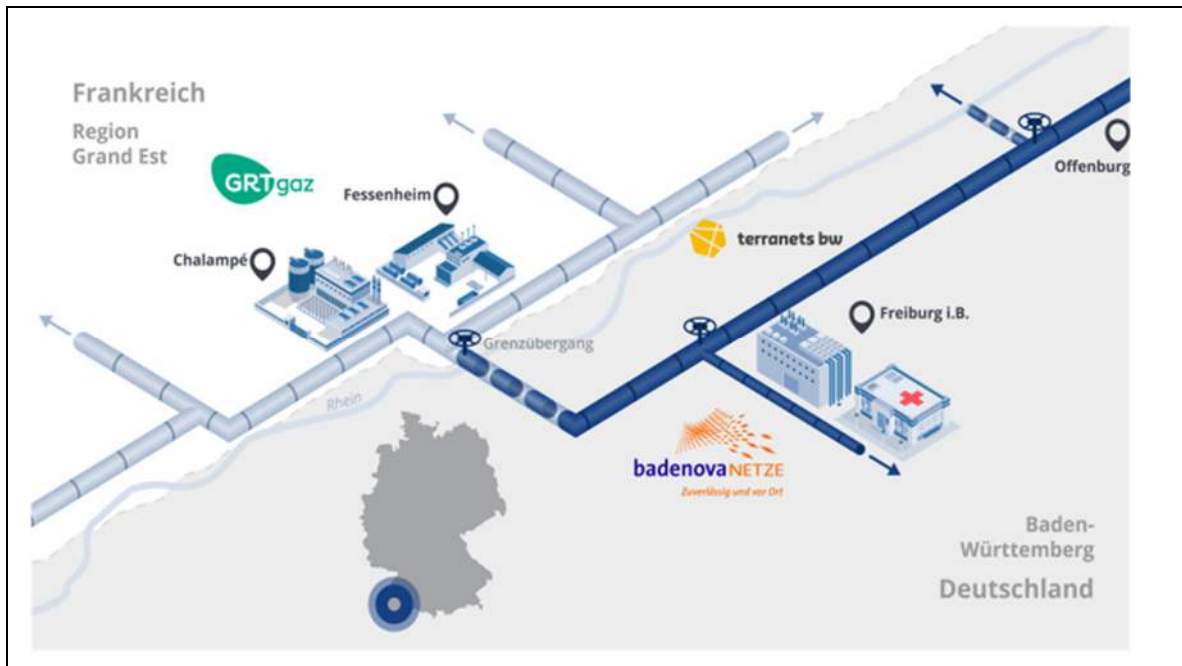 Frankreich
Region
Grand Est
GRTgaz
Fessenheim
Chalampé
Offenburg
terranets bw
Freiburg i.B.
Grenzübergang
Rhein
badenovaNETZE
Zuverlässig und vor Ort
Baden-
Württemberg
Deutschland